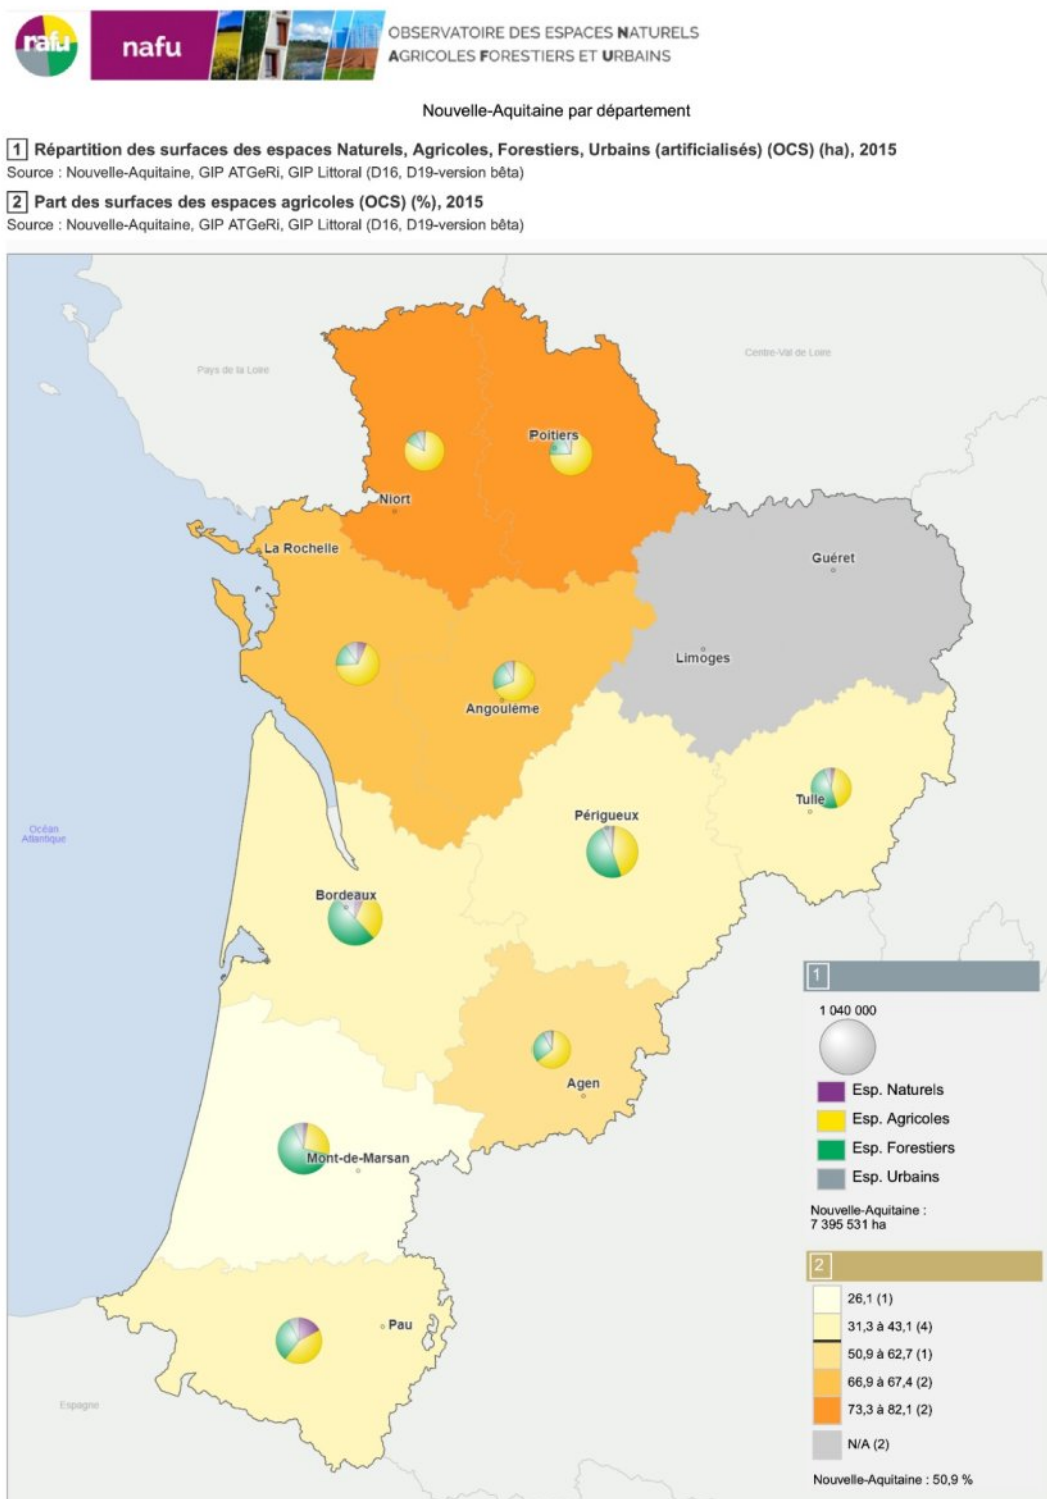 nafu
nafu
OBSERVATOIRE DES ESPACES NATURELS
AGRICOLES FORESTIERS ET URBAINS
Nouvelle-Aquitaine par département
1 Répartition des surfaces des espaces Naturels, Agricoles, Forestiers, Urbains (artificialisés) (OCS) (ha), 2015
Source : Nouvelle-Aquitaine, GIP ATGeRi, GIP Littoral (D16, D19-version bêta)
2 Part des surfaces des espaces agricoles (OCS) (%), 2015
Source : Nouvelle-Aquitaine, GIP ATGeRi, GIP Littoral (D16, D19-version bêta)
Centre-Val de Loire
Pays de la Loire
Poitiers
Niort
La Rochelle
Guéret
Limoges
Angoulême
Tulle
Périgueux
Océan
Atlantique
Bordeaux
Agen
Mont-de-Marsan
Pau
Espagne
1
1 040 000
Esp. Naturels
Esp. Agricoles
Esp. Forestiers
Esp. Urbains
Nouvelle-Aquitaine :
7 395 531 ha
2
26,1 (1)
31,3 à 43,1 (4)
50,9 à 62,7 (1)
66,9 à 67,4 (2)
73,3 à 82,1 (2)
N/A (2)
Nouvelle-Aquitaine : 50,9 %